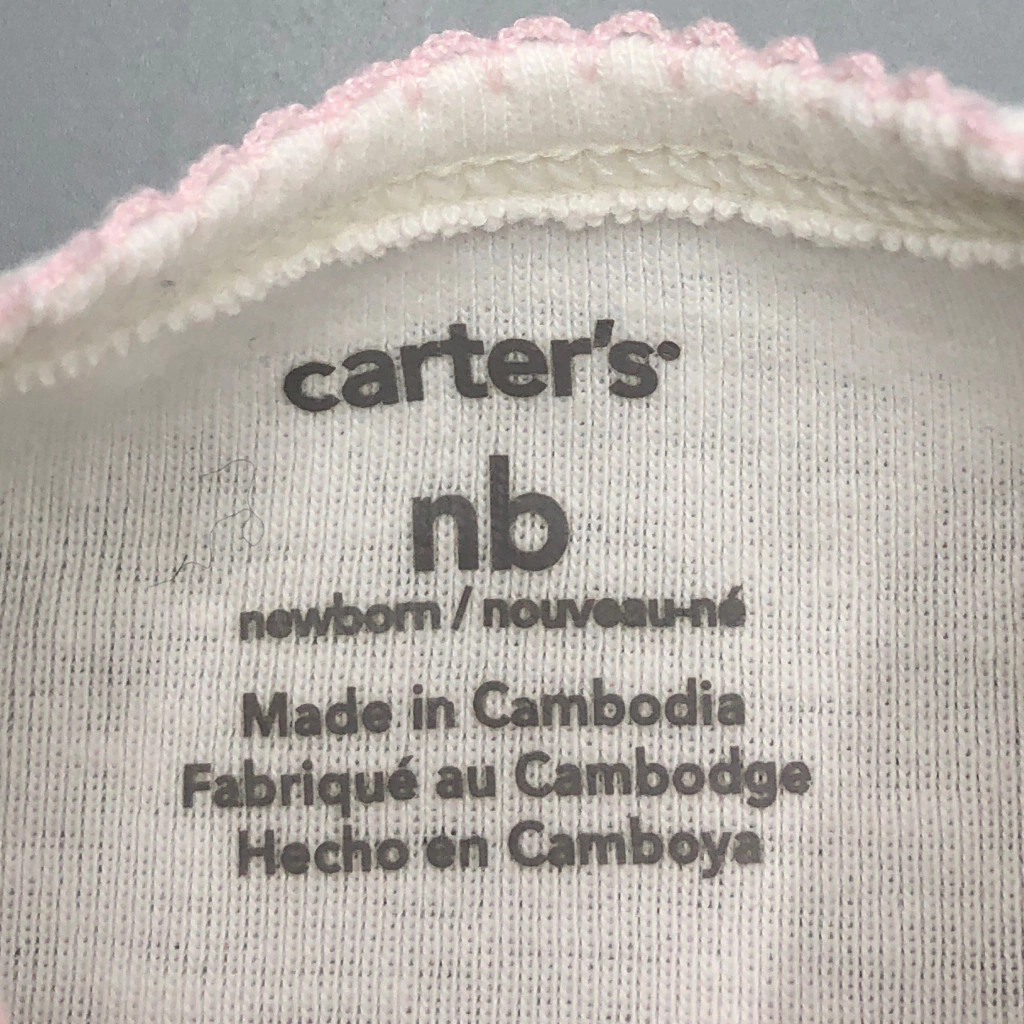 carter's
nb
newborn / nouveau-né
Made in Cambodia
Fabriqué au Cambodge
Hecho en Camboya